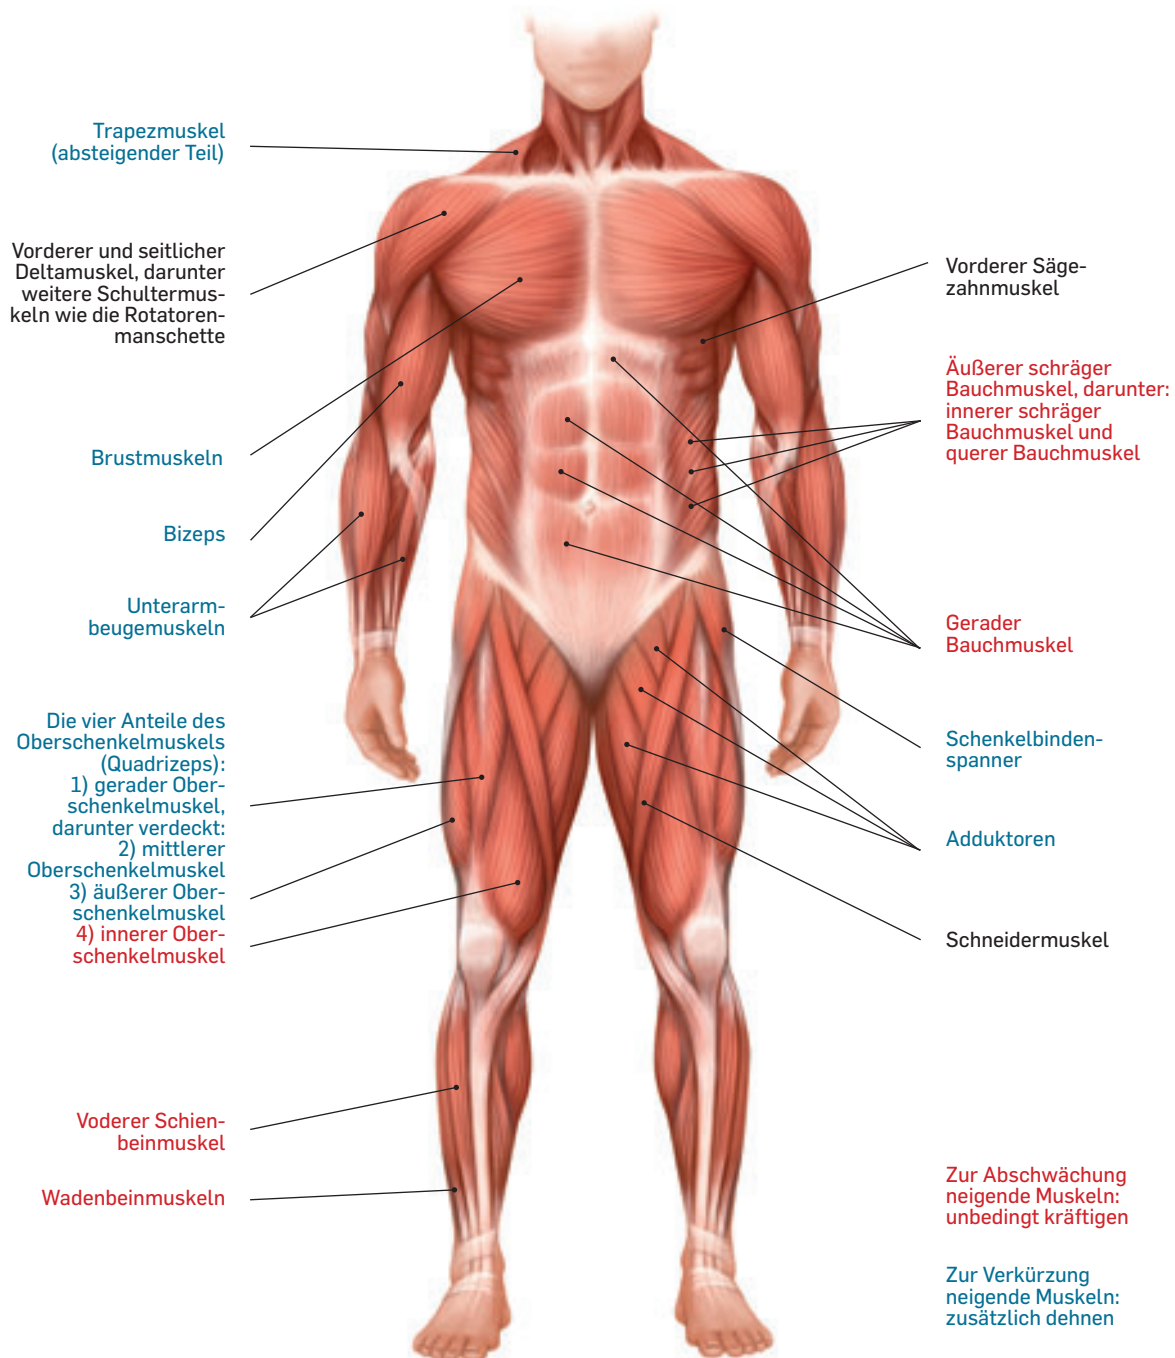 Trapezmuskel
(absteigender Teil)
Vorderer und seitlicher
Deltamuskel, darunter
weitere Schultermus-
keln wie die Rotatoren-
manschette
Brustmuskeln
Bizeps
Unterarm-
beugemuskeln
Die vier Anteile des
Oberschenkelmuskels
(Quadrizeps):
1) gerader Ober-
schenkelmuskel,
darunter verdeckt:
2) mittlerer
Oberschenkelmuskel
3) äußerer Ober-
schenkelmuskel
4) innerer Ober-
schenkelmuskel
Voderer Schien-
beinmuskel
Wadenbeinmuskeln
Vorderer Säge-
zahnmuskel
Äußerer schräger
Bauchmuskel, darunter:
innerer schräger
Bauchmuskel und
querer Bauchmuskel
Gerader
Bauchmuskel
Schenkelbinden-
spanner
Adduktoren
Schneidermuskel
Zur Abschwächung
neigende Muskeln:
unbedingt kräftigen
Zur Verkürzung
neigende Muskeln:
zusätzlich dehnen